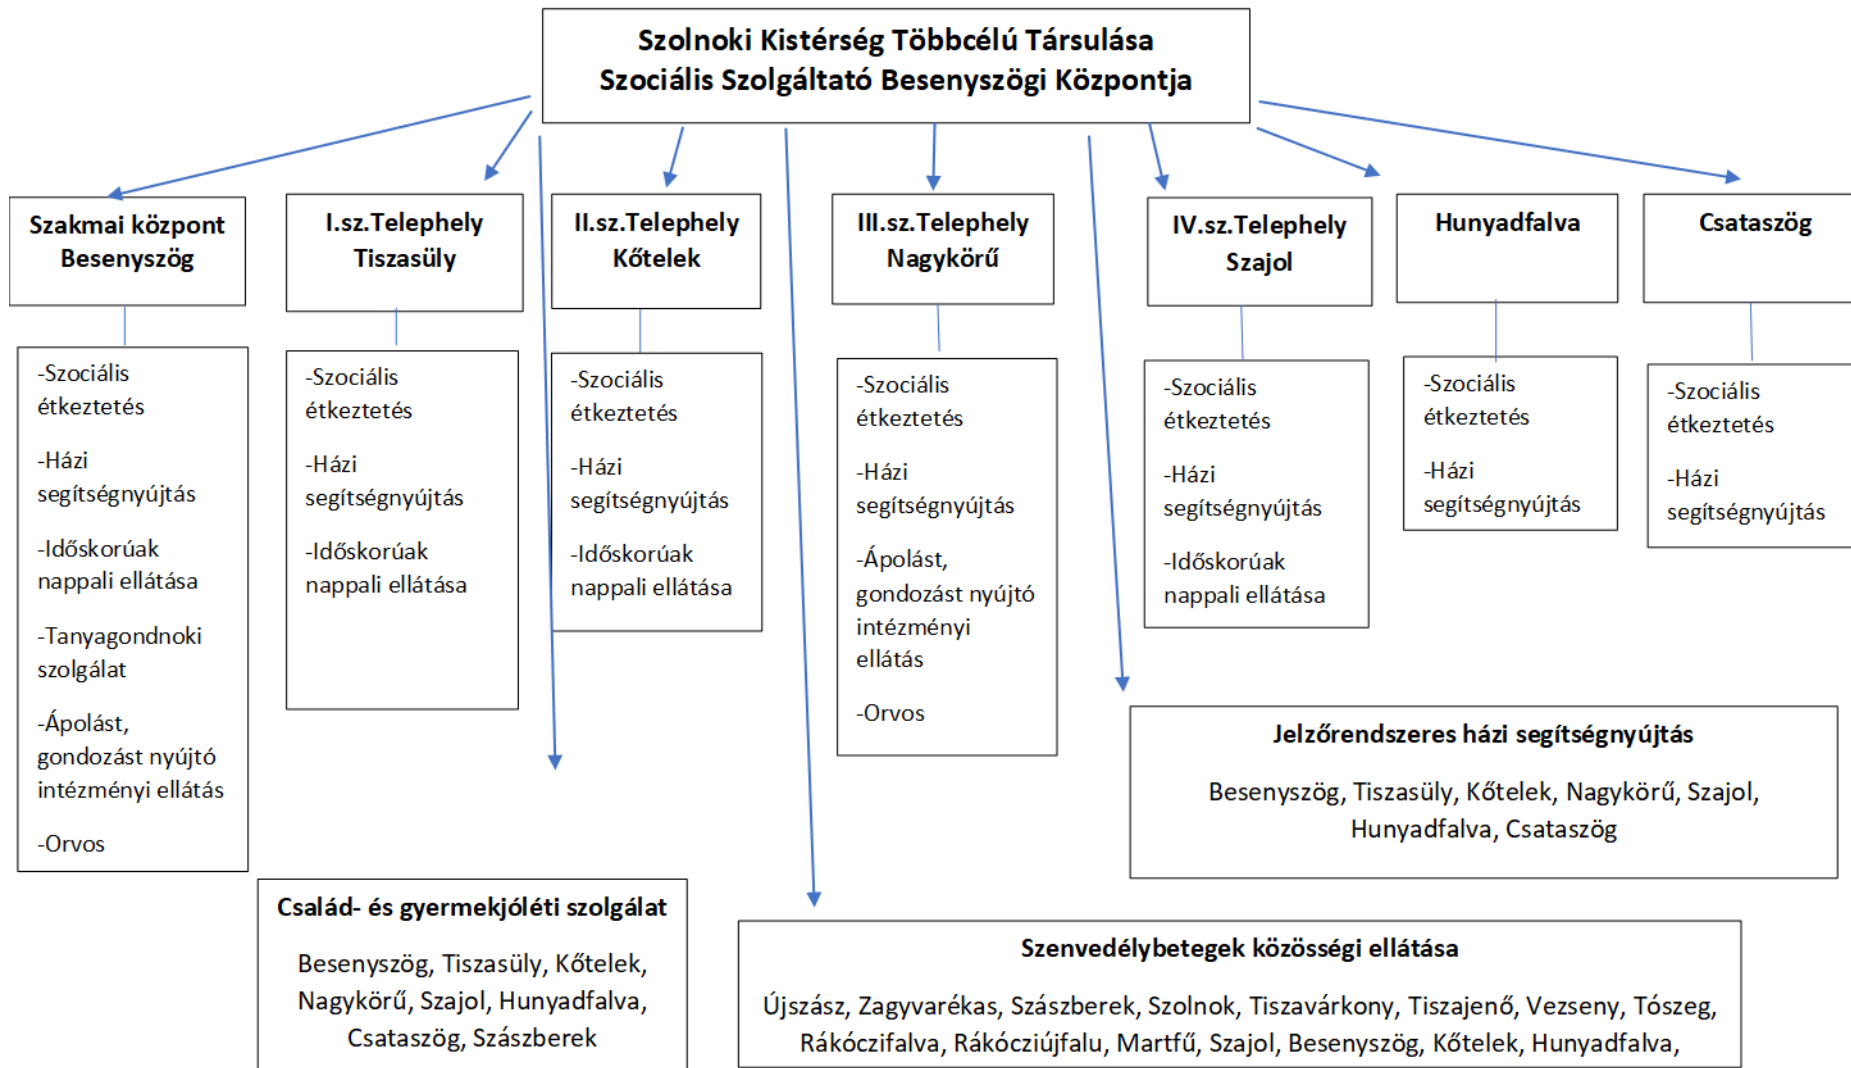 Szolnoki Kistérség Többcélú Társulása
Szociális Szolgáltató Besenyszögi Központja
Szakmai központ
Besenyszög
I.sz.Telephely
Tiszasüly
II.sz.Telephely
Kőtelek
III.sz.Telephely
Nagykörű
IV.sz.Telephely
Szajol
Hunyadfalva
Csataszög
-Szociális
étkeztetés
-Házi
segítségnyújtás
-Időskorúak
nappali ellátása
-Tanyagondnoki
szolgálat
-Ápolást,
gondozást nyújtó
intézményi ellátás
-Orvos
-Szociális
étkeztetés
-Házi
segítségnyújtás
-Időskorúak
nappali ellátása
-Szociális
étkeztetés
-Házi
segítségnyújtás
-Időskorúak
nappali ellátása
-Szociális
étkeztetés
-Házi
segítségnyújtás
-Ápolást,
gondozást nyújtó
intézményi
ellátás
-Orvos
-Szociális
étkeztetés
-Házi
segítségnyújtás
-Időskorúak
nappali ellátása
-Szociális
étkeztetés
-Házi
segítségnyújtás
-Szociális
étkeztetés
-Házi
segítségnyújtás
Jelzőrendszeres házi segítségnyújtás
Besenyszög, Tiszasüly, Kőtelek, Nagykörű, Szajol,
Hunyadfalva, Csataszög
Család- és gyermekjóléti szolgálat
Besenyszög, Tiszasüly, Kőtelek,
Nagykörű, Szajol, Hunyadfalva,
Csataszög, Szászberek
Szenvedélybetegek közösségi ellátása
Újszász, Zagyvarékas, Szászberek, Szolnok, Tiszavárkony, Tiszajenő, Vezseny, Tószeg,
Rákóczifalva, Rákócziújfalu, Martfű, Szajol, Besenyszög, Kőtelek, Hunyadfalva,